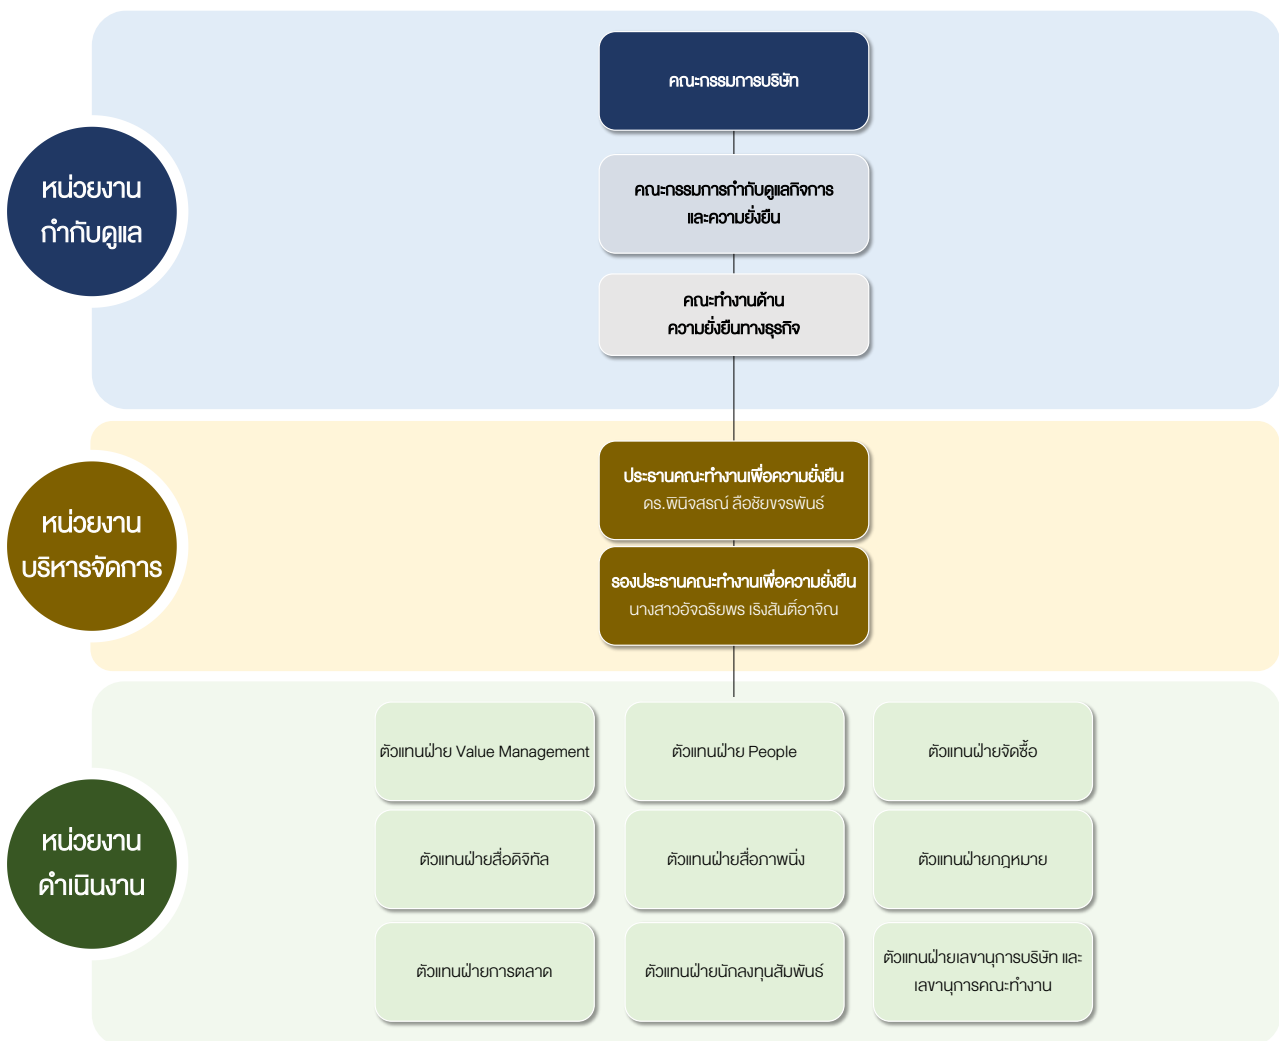 คณะกรรมการบริษัท
หน่วยงาน
กำกับดูแล
คณะกรรมการกำกับดูแลกิจการ
และความยั่งยืน
คณะทำงานด้าน
ความยั่งยืนทางธุรกิจ
หน่วยงาน
บริหารจัดการ
ประธานคณะทำงานเพื่อความยั่งยืน
ดร.พินิจสรณ์ ลือชัยขจรพันธ์
รองประธานคณะทำงานเพื่อความยั่งยืน
นางสาวอัจฉริยพร เริงสันติ์อาจิณ
หน่วยงาน
ดำเนินงาน
ตัวแทนฝ่าย Value Management
ตัวแทนฝ่าย People
ตัวแทนฝ่ายจัดซื้อ
ตัวแทนฝ่ายสื่อดิจิทัล
ตัวแทนฝ่ายสื่อภาพนิ่ง
ตัวแทนฝ่ายกฎหมาย
ตัวแทนฝ่ายการตลาด
ตัวแทนฝ่ายนักลงทุนสัมพันธ์
ตัวแทนฝ่ายเลขานุการบริษัท และ
เลขานุการคณะทำงาน